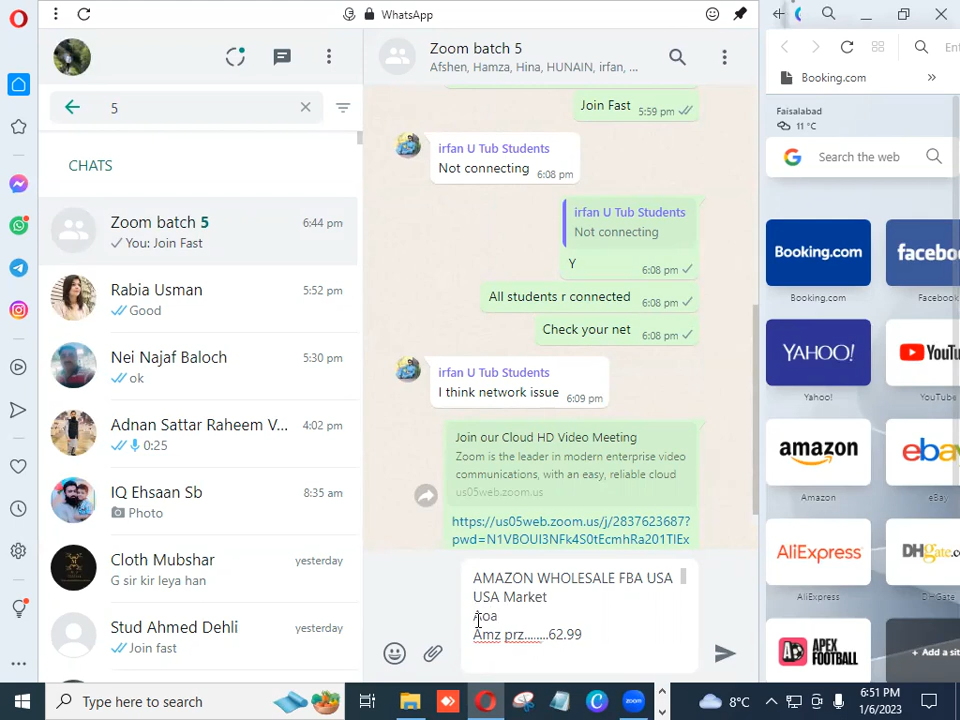 WhatsApp
5
CHATS
Zoom batch 5
6:44 pm
You: Join Fast
Rabia Usman
5:52 pm
Good
Nei Najaf Baloch
5:30 pm
ok
Adnan Sattar Raheem V...
4:02 pm
0:25
IQ Ehsaan Sb
8:35 am
Photo
Cloth Mubshar
yesterday
G sir kir leya han
Stud Ahmed Dehli
yesterday
Join fast
Zoom batch 5
Afshen, Hamza, Hina, HUNAIN, irfan, ...
Join Fast 5:59 pm
irfan U Tub Students
Not connecting 6:08 pm
irfan U Tub Students
Not connecting
Y
6:08 pm
All students r connected 6:08 pm
Check your net 6:08 pm
irfan U Tub Students
I think network issue 6:09 pm
Join our Cloud HD Video Meeting
Zoom is the leader in modern enterprise video
communications, with an easy, reliable cloud
us05web.zoom.us
https://us05web.zoom.us/j/2837623687?
pwd=N1VBOUI3NFk4S0tEcmhRa201TlEx
AMAZON WHOLESALE FBA USA
USA Market
Aoa
Amz prz........62.99
Ent
Booking.com
»
Faisalabad
11 °C
Search the web
Booking.com
facebo
Booking.com
Facebook
YAHOO!
YouTu
Yahoo!
YouTube
amazon
eba
Amazon
eBay
AliExpress
DHgate.c
AliExpress
DHgate
APEX
FOOTBALL
Add a si
Type here to search
zoom
8°C
6:51 PM
1/6/2023